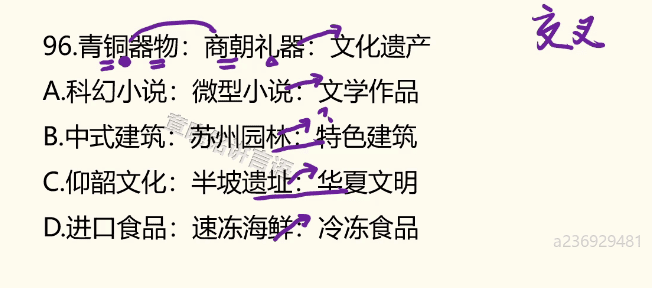 交叉
96.青铜器物：商朝礼器：文化遗产
A.科幻小说：微型小说：文学作品
B.中式建筑：苏州园林：特色建筑
C.仰韶文化：半坡遗址：华夏文明
D.进口食品：速冻海鲜：冷冻食品
a236929481